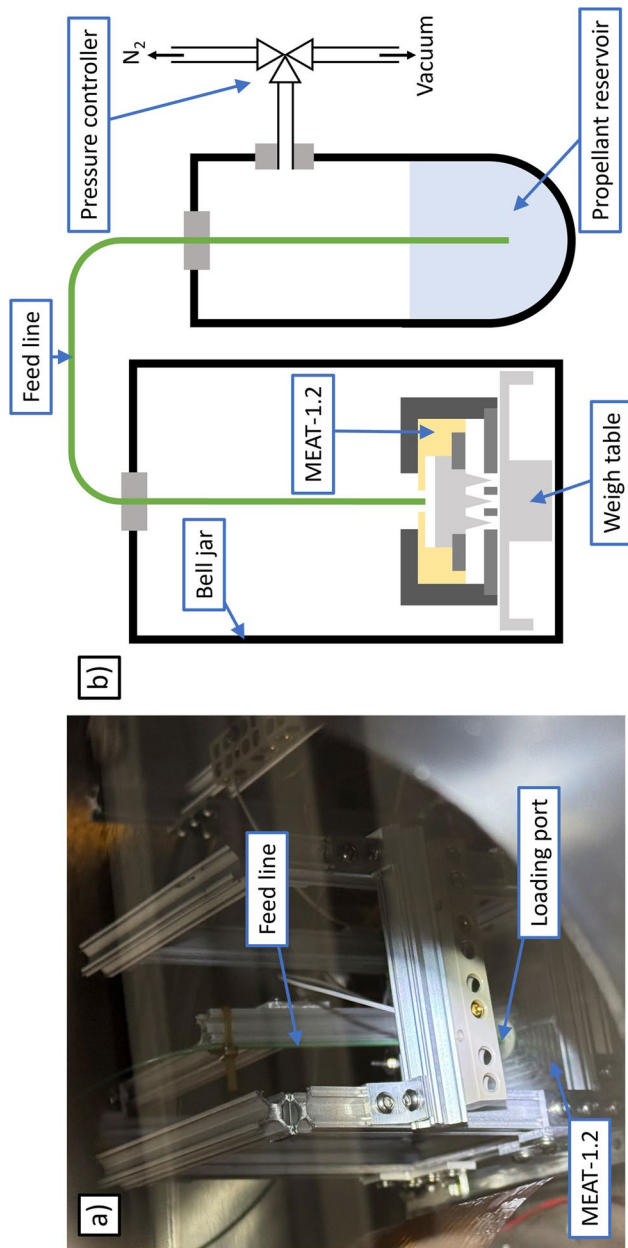 a)
Feed line
Loading port
MEAT-1.2
b)
Feed line
Pressure controller
N2
Vacuum
Bell jar
MEAT-1.2
Weigh table
Propellant reservoir